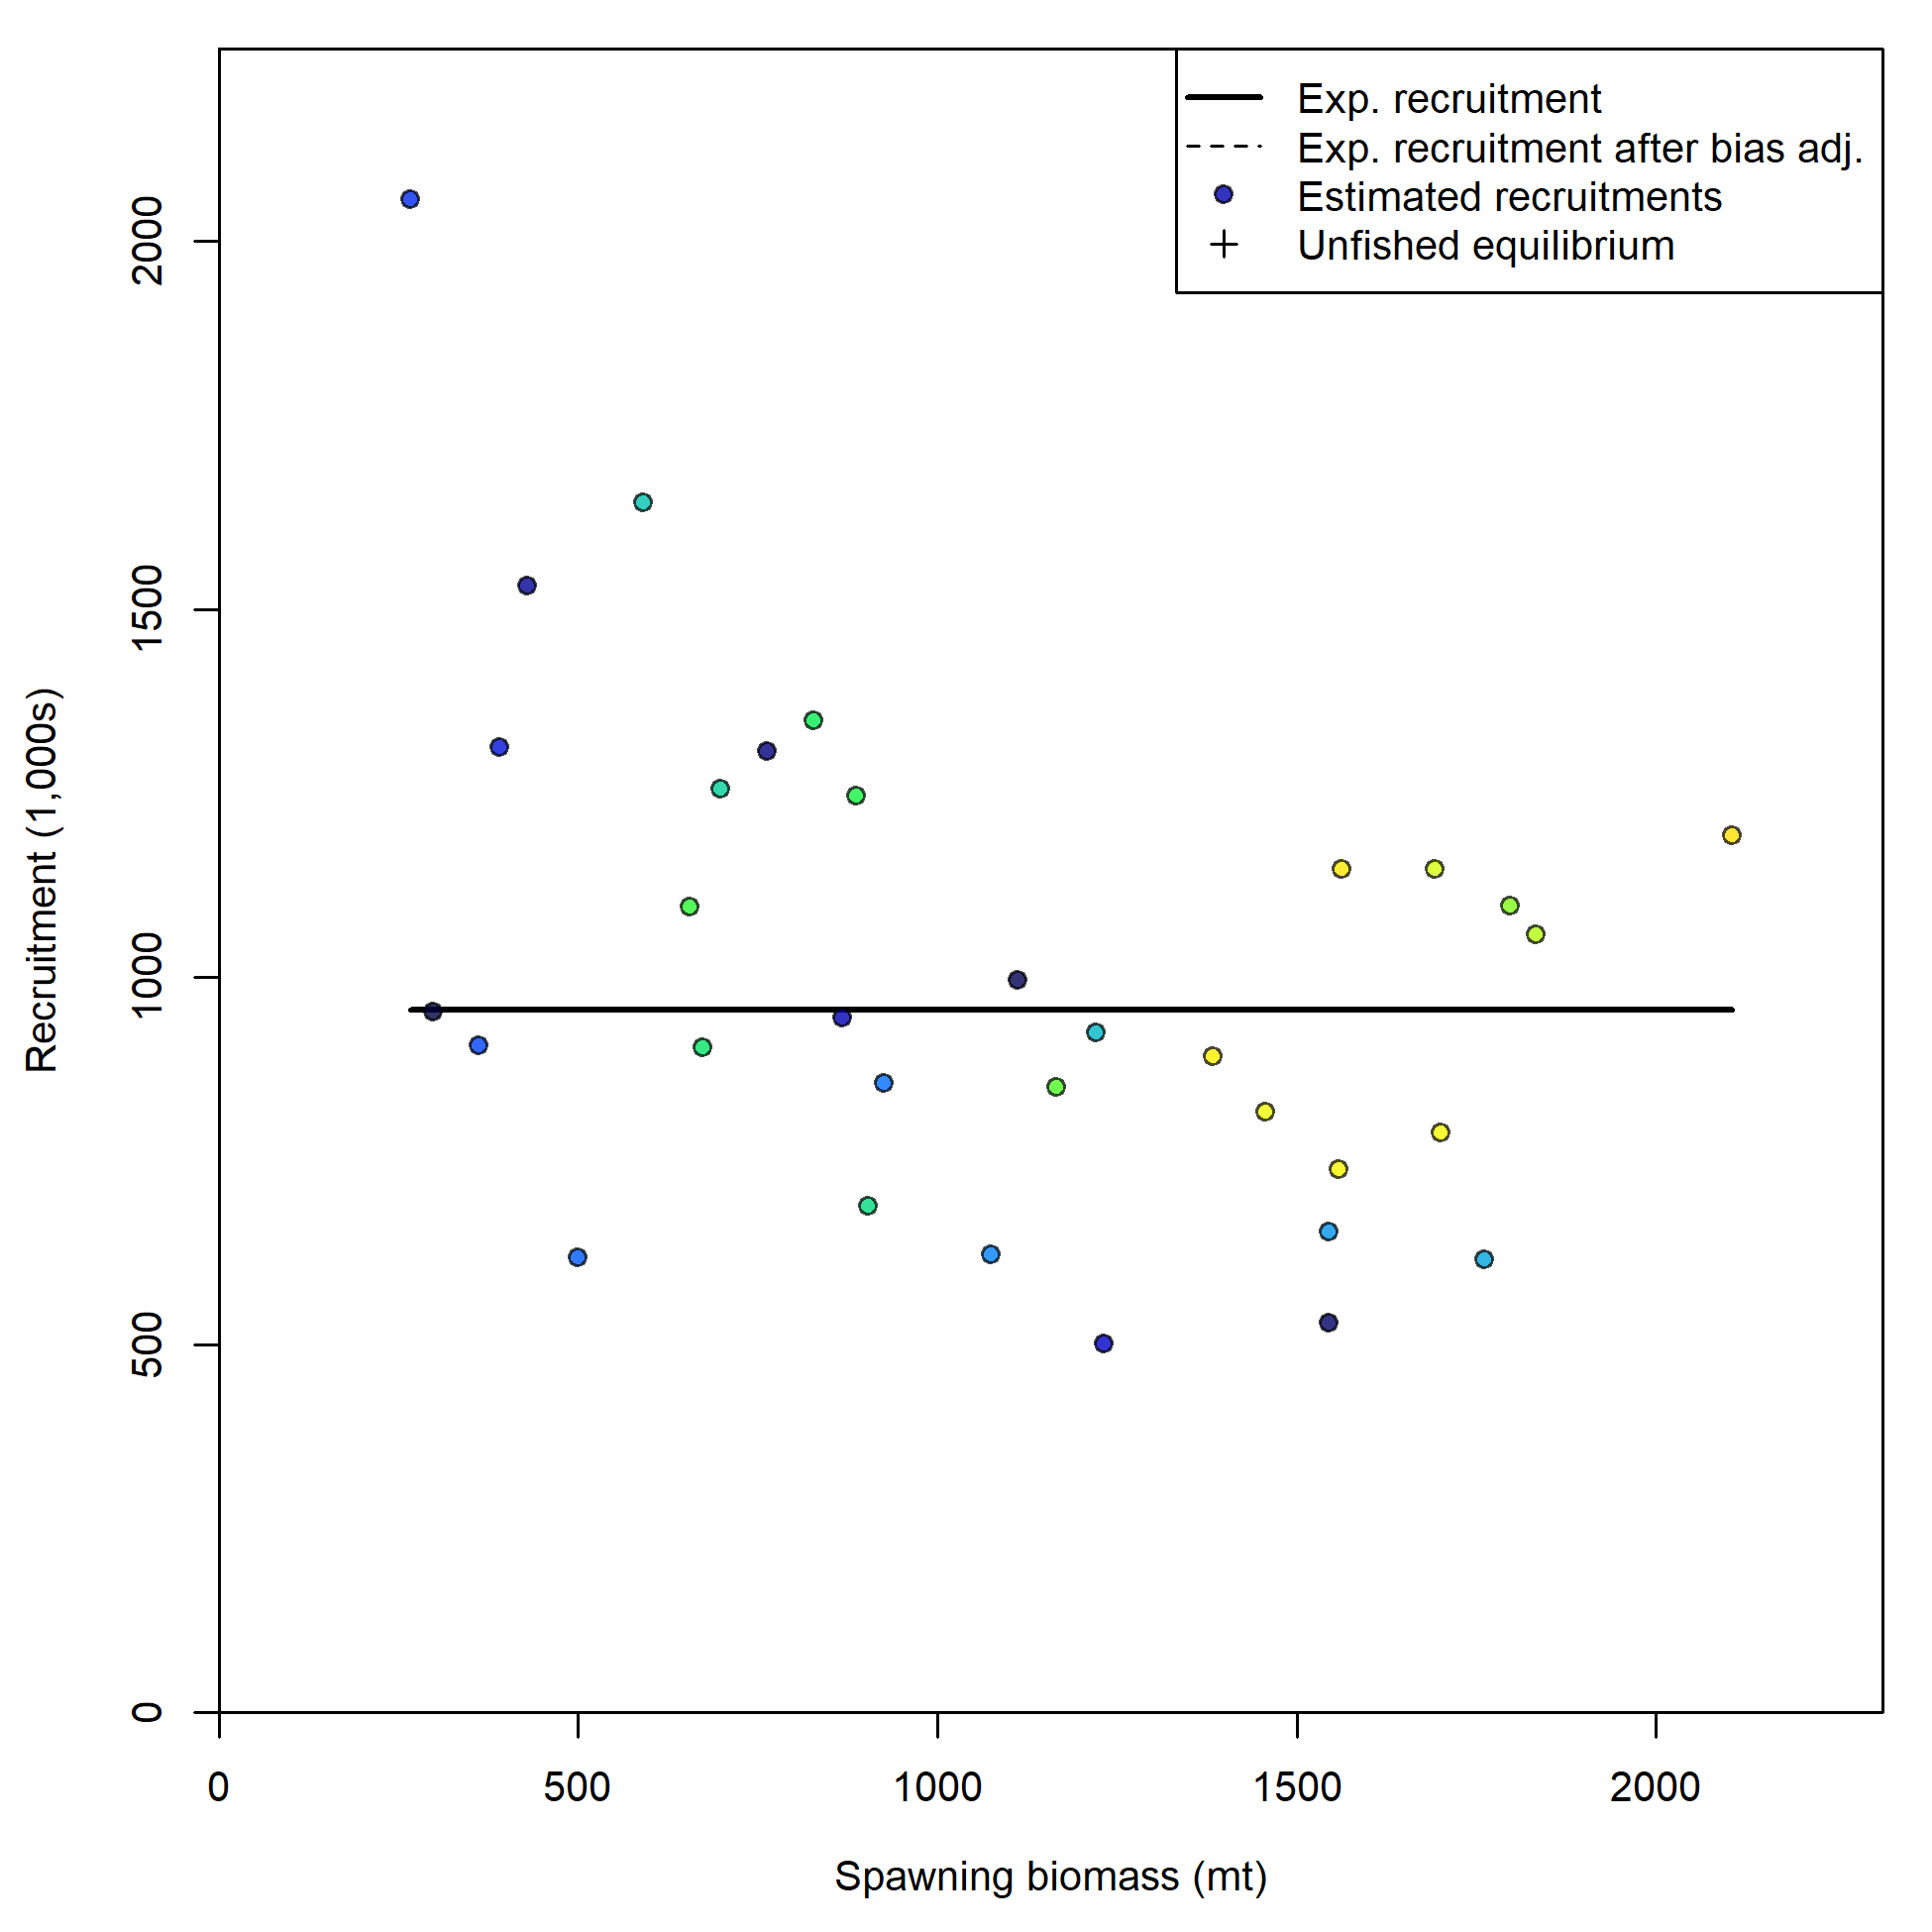 Exp. recruitment
Exp. recruitment after bias adj.
Estimated recruitments
Unfished equilibrium
Recruitment (1,000s)
2000
1500
1000
500
0
0 500 1000 1500 2000
Spawning biomass (mt)